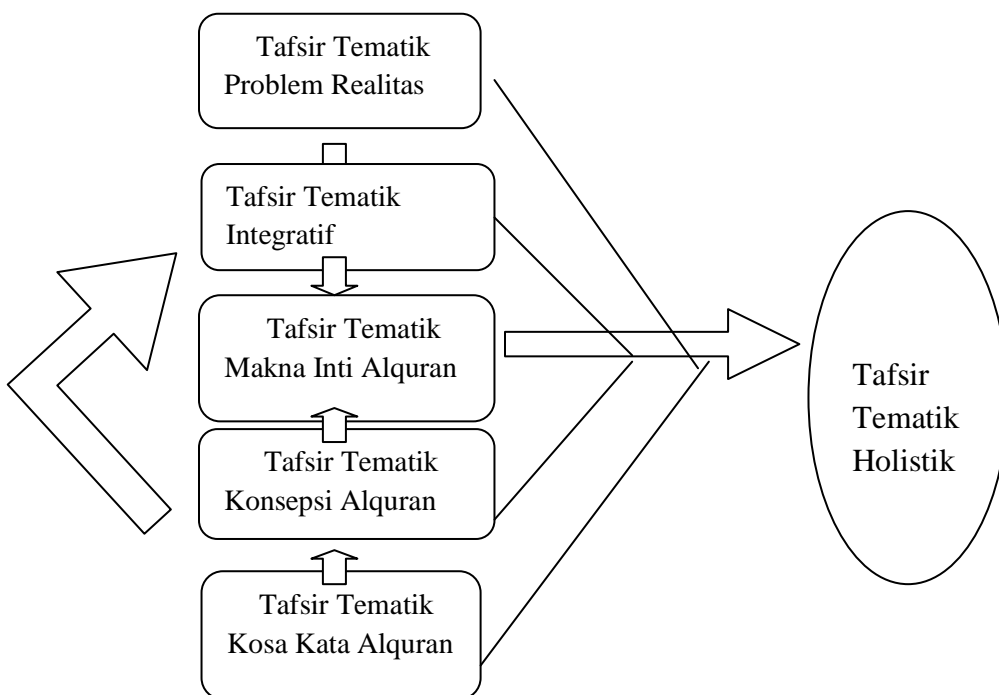 Tafsir Tematik
Problem Realitas
Tafsir Tematik
Integratif
Tafsir Tematik
Makna Inti Alquran
Tafsir Tematik
Konsepsi Alquran
Tafsir Tematik
Kosa Kata Alquran
Tafsir
Tematik
Holistik